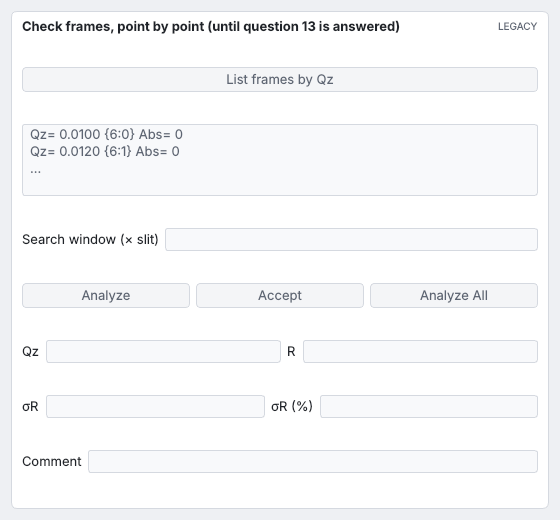 Check frames, point by point (until question 13 is answered) LEGACY
List frames by Qz
Qz= 0.0100 {6:0} Abs= 0
Qz= 0.0120 {6:1} Abs= 0
...
Search window (× slit)
Analyze Accept Analyze All
Qz R
σR σR (%)
Comment